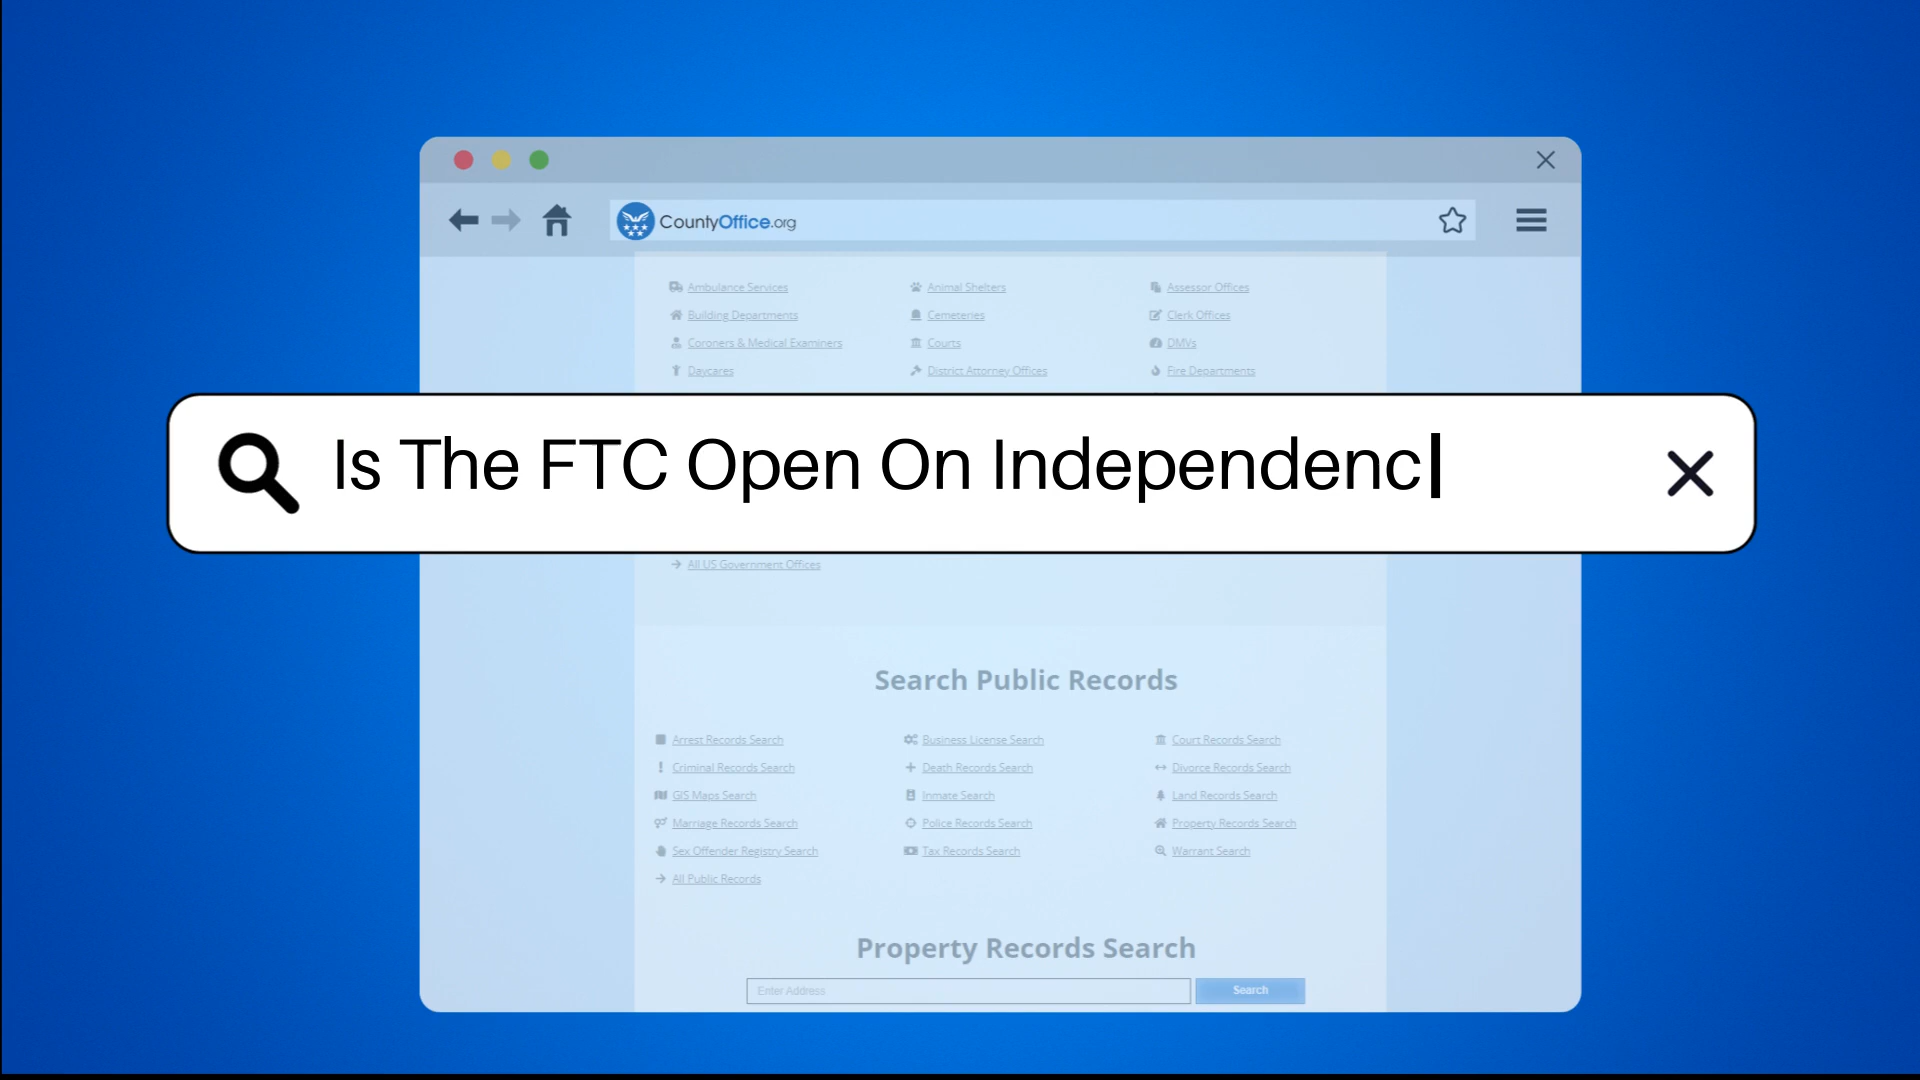 CountyOffice.org
Ambulance Services Animal Shelters Assessor Offices
Building Departments Cemeteries Clerk Offices
Coroners & Medical Examiners Courts DMVs
Daycares District Attorney Offices Fire Departments
Is The FTC Open On Independenc
All US Government Offices
Search Public Records
Arrest Records Search Business License Search Court Records Search
Criminal Records Search Death Records Search Divorce Records Search
GIS Maps Search Inmate Search Land Records Search
Marriage Records Search Police Records Search Property Records Search
Sex Offender Registry Search Tax Records Search Warrant Search
All Public Records
Property Records Search
Enter Address Search